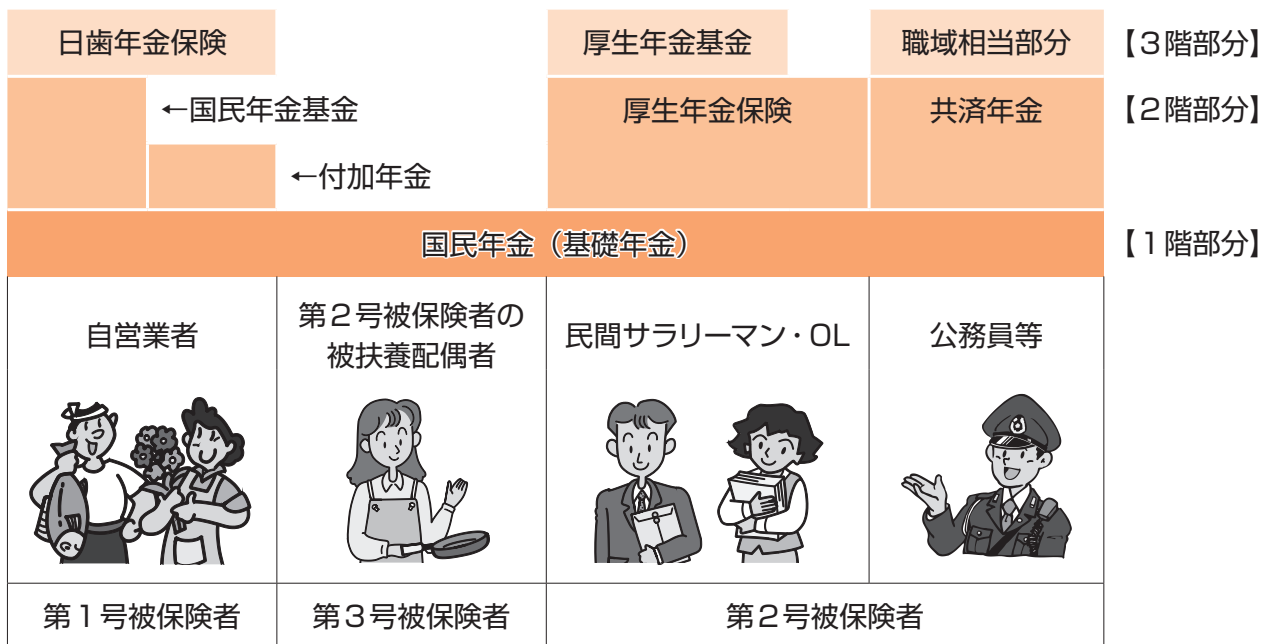 日歯年金保険
厚生年金基金
職域相当部分
【3階部分】
←国民年金基金
厚生年金保険
共済年金
【2階部分】
←付加年金
国民年金(基礎年金)
【1階部分】
自営業者
第2号被保険者の
被扶養配偶者
民間サラリーマン・OL
公務員等
第1号被保険者
第3号被保険者
第2号被保険者